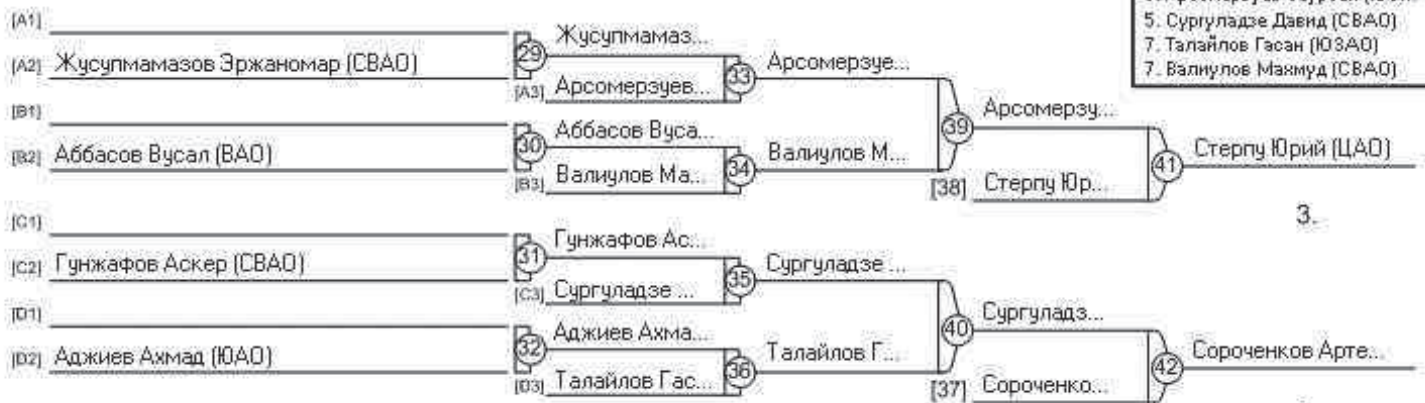 5. Сургуладзе Давид (СВАО)
7. Талайлов Гасан (ЮЗАО)
7. Валиулов Махмуд (СВАО)
[A1]
[A2] Жусупмамазов Эржаномар (СВАО)
[B1]
[B2] Аббасов Вусал (ВАО)
[C1]
[C2] Гунжафов Аскер (СВАО)
[D1]
[D2] Аджиев Ахмад (ЮАО)
29
30
31
32
Жусупмамаз...
[A3] Арсомерзуев...
Аббасов Вуса...
[B3] Валиулов Ма...
Гунжафов Ас...
[C3] Сургуладзе ...
Аджиев Ахма...
[D3] Талайлов Гас...
33
34
35
36
Арсомерзуе...
Валиулов М...
Сургуладзе ...
Талайлов Г...
39
40
Арсомерзу...
[38] Стерпу Юр...
Сургуладз...
[37] Сороченко...
41
42
Стерпу Юрий (ЦАО)
3.
Сороченков Арте...